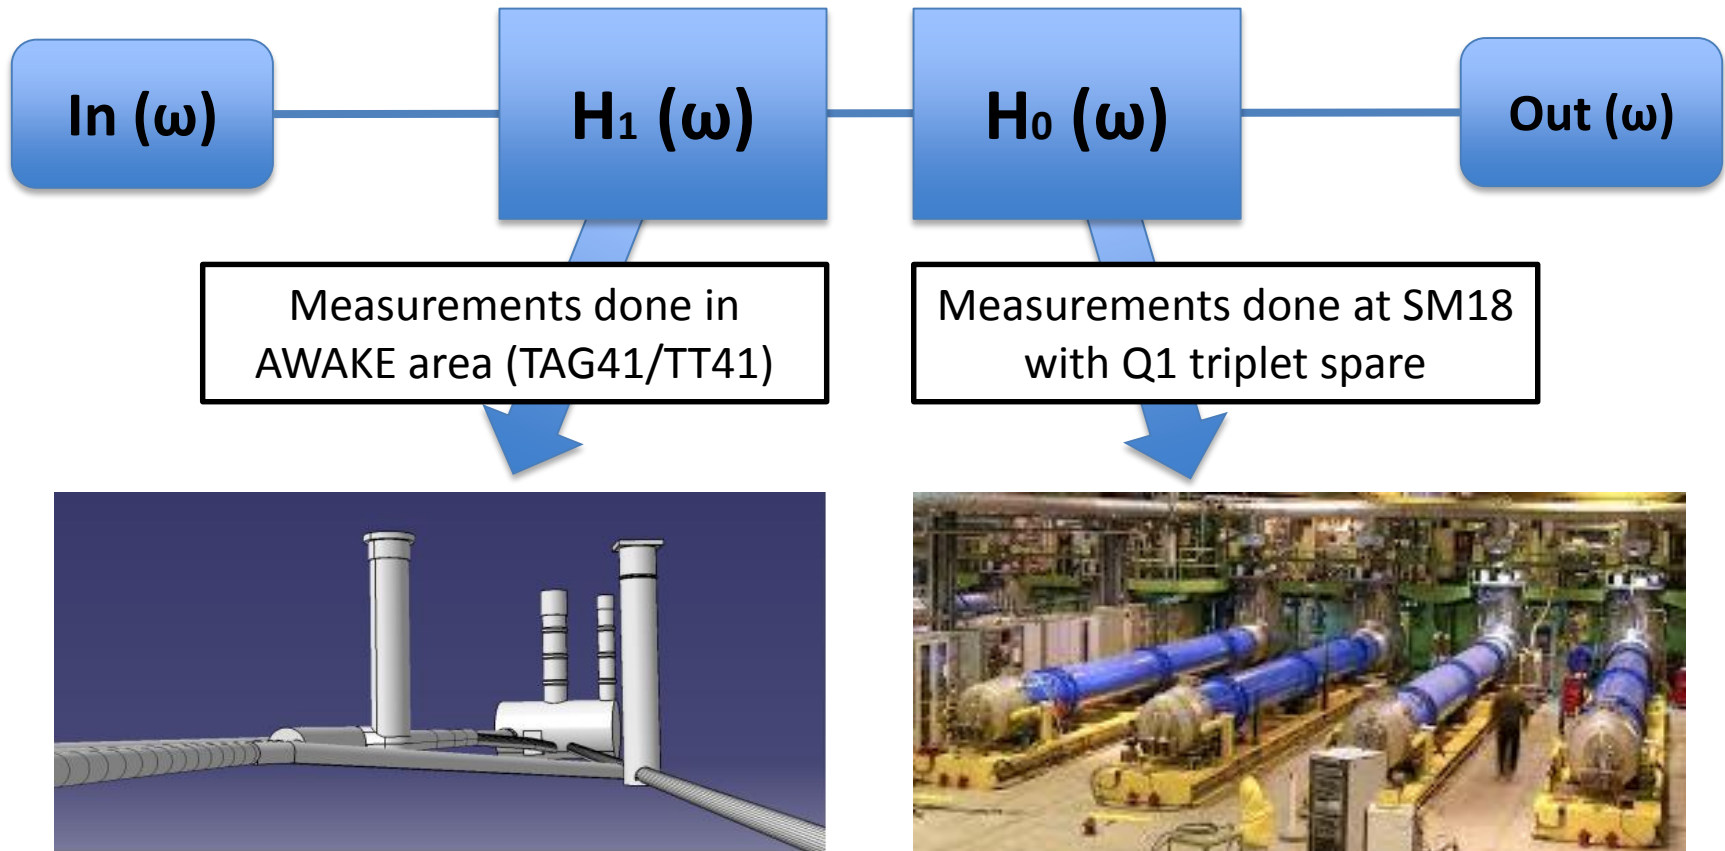 In (ω)
H₁ (ω)
H₀ (ω)
Out (ω)
Measurements done in
AWAKE area (TAG41/TT41)
Measurements done at SM18
with Q1 triplet spare